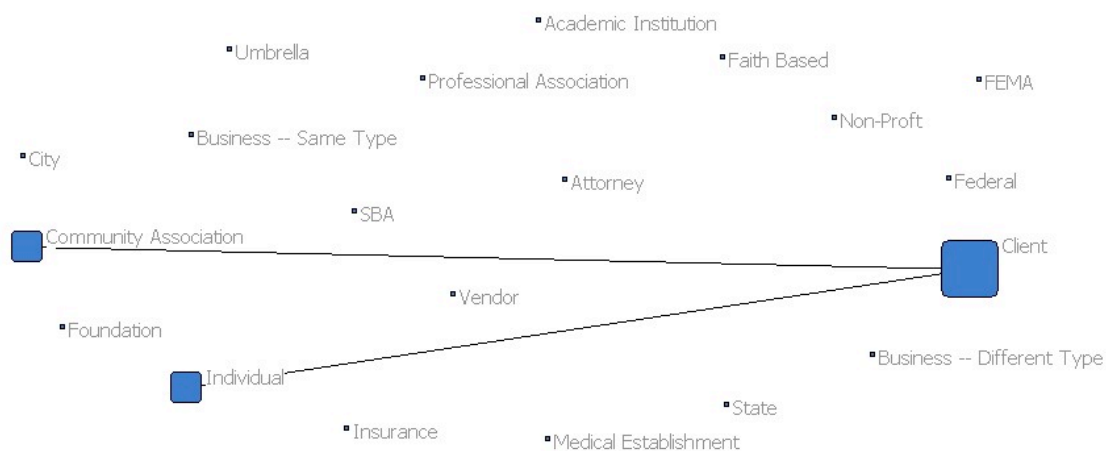 Academic Institution
Umbrella
Faith Based
Professional Association
FEMA
Non-Proft
Business -- Same Type
City
Attorney
Federal
SBA
Community Association
Client
Vendor
Foundation
Business -- Different Type
Individual
State
Insurance
Medical Establishment